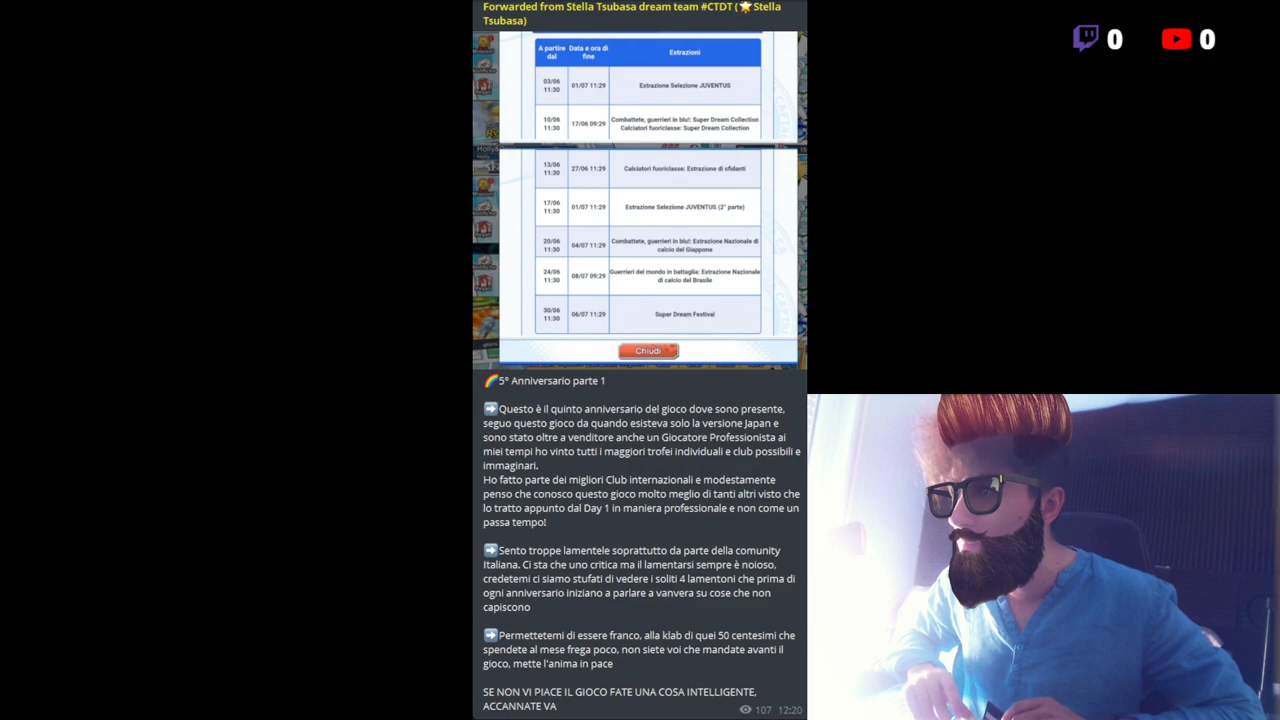 Forwarded from Stella Tsubasa dream team #CTDT (🌟Stella
Tsubasa)
0 0
A partire dal Data e ora di fine Estrazioni
03/06 11:30 01/07 11:29 Estrazione Selezione JUVENTUS
10/06 11:30 17/06 09:29 Combattete, guerrieri in blu!: Super Dream Collection
Calciatori fuoriclasse: Super Dream Collection
13/06 11:30 27/06 11:29 Calciatori fuoriclasse: Estrazione di sfidanti
17/06 11:30 01/07 11:29 Estrazione Selezione JUVENTUS (2° parte)
20/06 11:30 04/07 11:29 Combattete, guerrieri in blu!: Estrazione Nazionale di
calcio del Giappone
24/06 11:30 08/07 09:29 Guerrieri del mondo in battaglia: Estrazione Nazionale
di calcio del Brasile
30/06 11:30 06/07 11:29 Super Dream Festival
Chiudi
🌈5° Anniversario parte 1
➡️Questo è il quinto anniversario del gioco dove sono presente,
seguo questo gioco da quando esisteva solo la versione Japan e
sono stato oltre a venditore anche un Giocatore Professionista ai
miei tempi ho vinto tutti i maggiori trofei individuali e club possibili e
immaginari.
Ho fatto parte dei migliori Club internazionali e modestamente
penso che conosco questo gioco molto meglio di tanti altri visto che
lo tratto appunto dal Day 1 in maniera professionale e non come un
passa tempo!
➡️Sento troppe lamentele soprattutto da parte della comunity
Italiana. Ci sta che uno critica ma il lamentarsi sempre è noioso,
credetemi ci siamo stufati di vedere i soliti 4 lamentoni che prima di
ogni anniversario iniziano a parlare a vanvera su cose che non
capiscono
➡️Permettetemi di essere franco, alla klab di quei 50 centesimi che
spendete al mese frega poco, non siete voi che mandate avanti il
gioco, mette l'anima in pace
SE NON VI PIACE IL GIOCO FATE UNA COSA INTELLIGENTE,
ACCANNATE VA
107 12:20